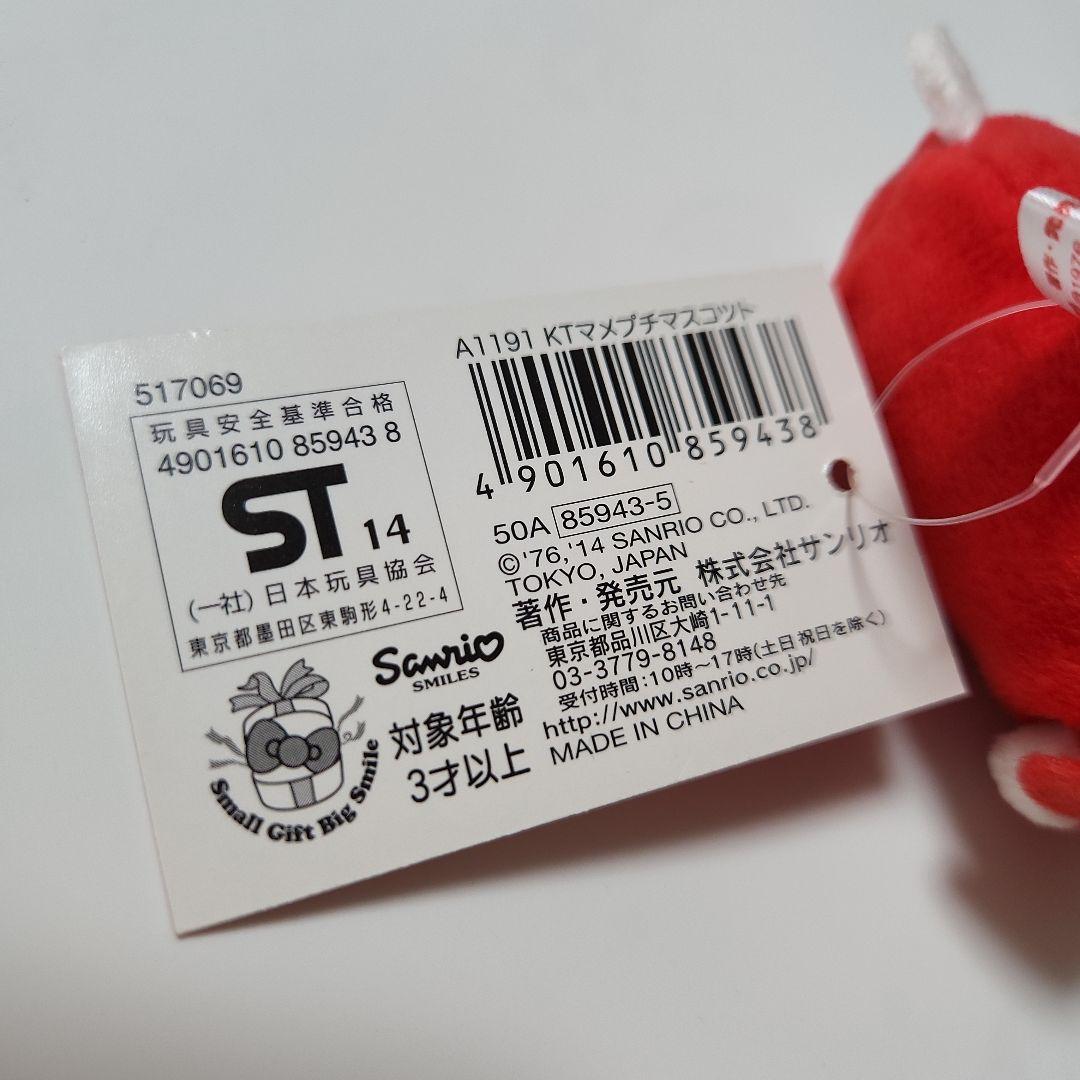 517069
玩具安全基準合格
4901610 85943 8
ST 14
(一社)日本玩具協会
東京都墨田区東駒形4-22-4
Small Gift Big Smile
Sanrio
SMILES
対象年齢
3才以上
A1191 KTマメプチマスコツト
4 901610 859438
50A 85943-5
©'76,'14 SANRIO CO., LTD.
TOKYO, JAPAN
著作・発売元 株式会社サンリオ
商品に関するお問い合わせ先
東京都品川区大崎1-11-1
03-3779-8148
受付時間:10時〜17時(土日祝日を除く)
http://www.sanrio.co.jp/
MADE IN CHINA
著作・